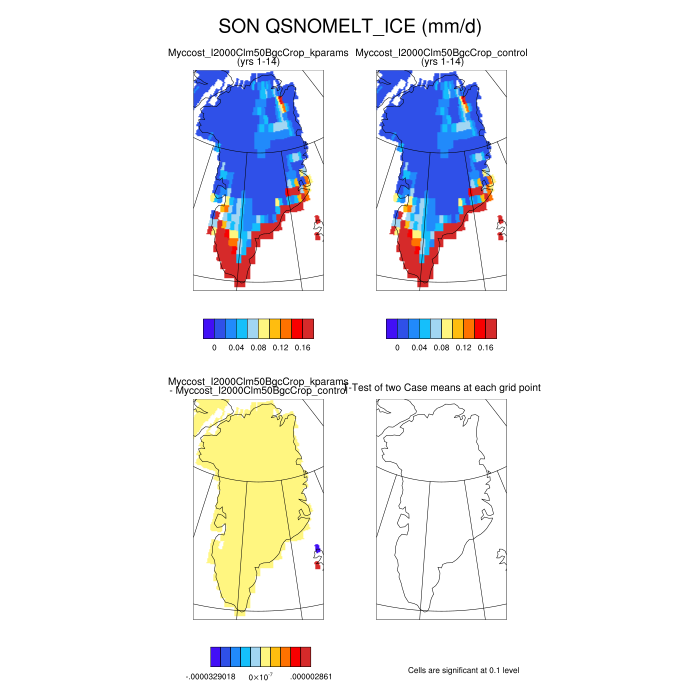 SON QSNOMELT_ICE (mm/d)
Myccost_I2000Clm50BgcCrop_kparams
(yrs 1-14)
Myccost_I2000Clm50BgcCrop_control
(yrs 1-14)
0 0.04 0.08 0.12 0.16
0 0.04 0.08 0.12 0.16
Myccost_I2000Clm50BgcCrop_kparams
- Myccost_I2000Clm50BgcCrop_control
T-Test of two Case means at each grid point
-.0000329018 0×10⁻⁷ .000002861
Cells are significant at 0.1 level